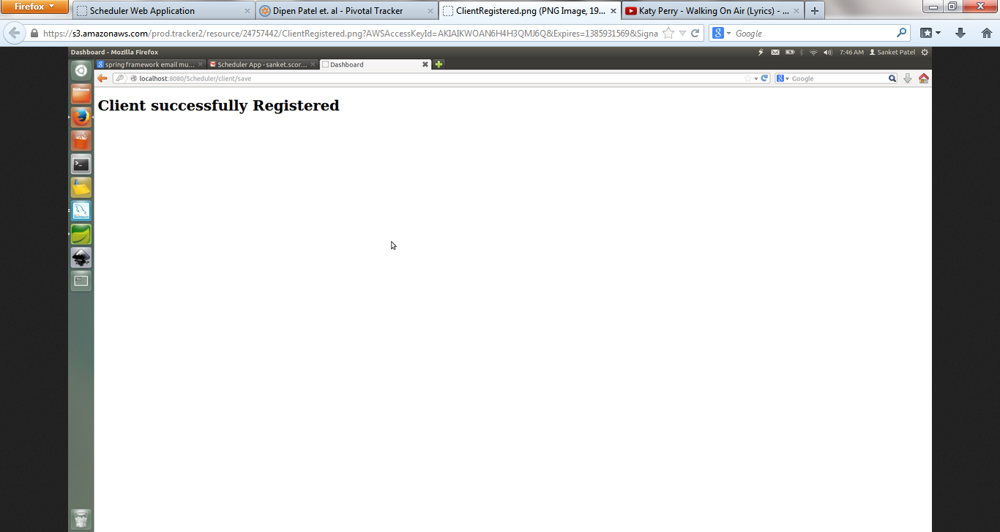 Firefox
Scheduler Web Application
Dipen Patel et. al - Pivotal Tracker
ClientRegistered.png (PNG Image, 19...
Katy Perry - Walking On Air (Lyrics) - ...
https://s3.amazonaws.com/prod.tracker2/resource/24757442/ClientRegistered.png?AWSAccessKeyId=AKIAIKWOAN6H4H3QMJ6Q&Expires=1385931569&Signa
Google
Dashboard - Mozilla Firefox
7:46 AM
Sanket Patel
spring framework email mu...
Scheduler App - sanket.scor...
Dashboard
localhost:8080/Scheduler/client/save
Google
Client successfully Registered